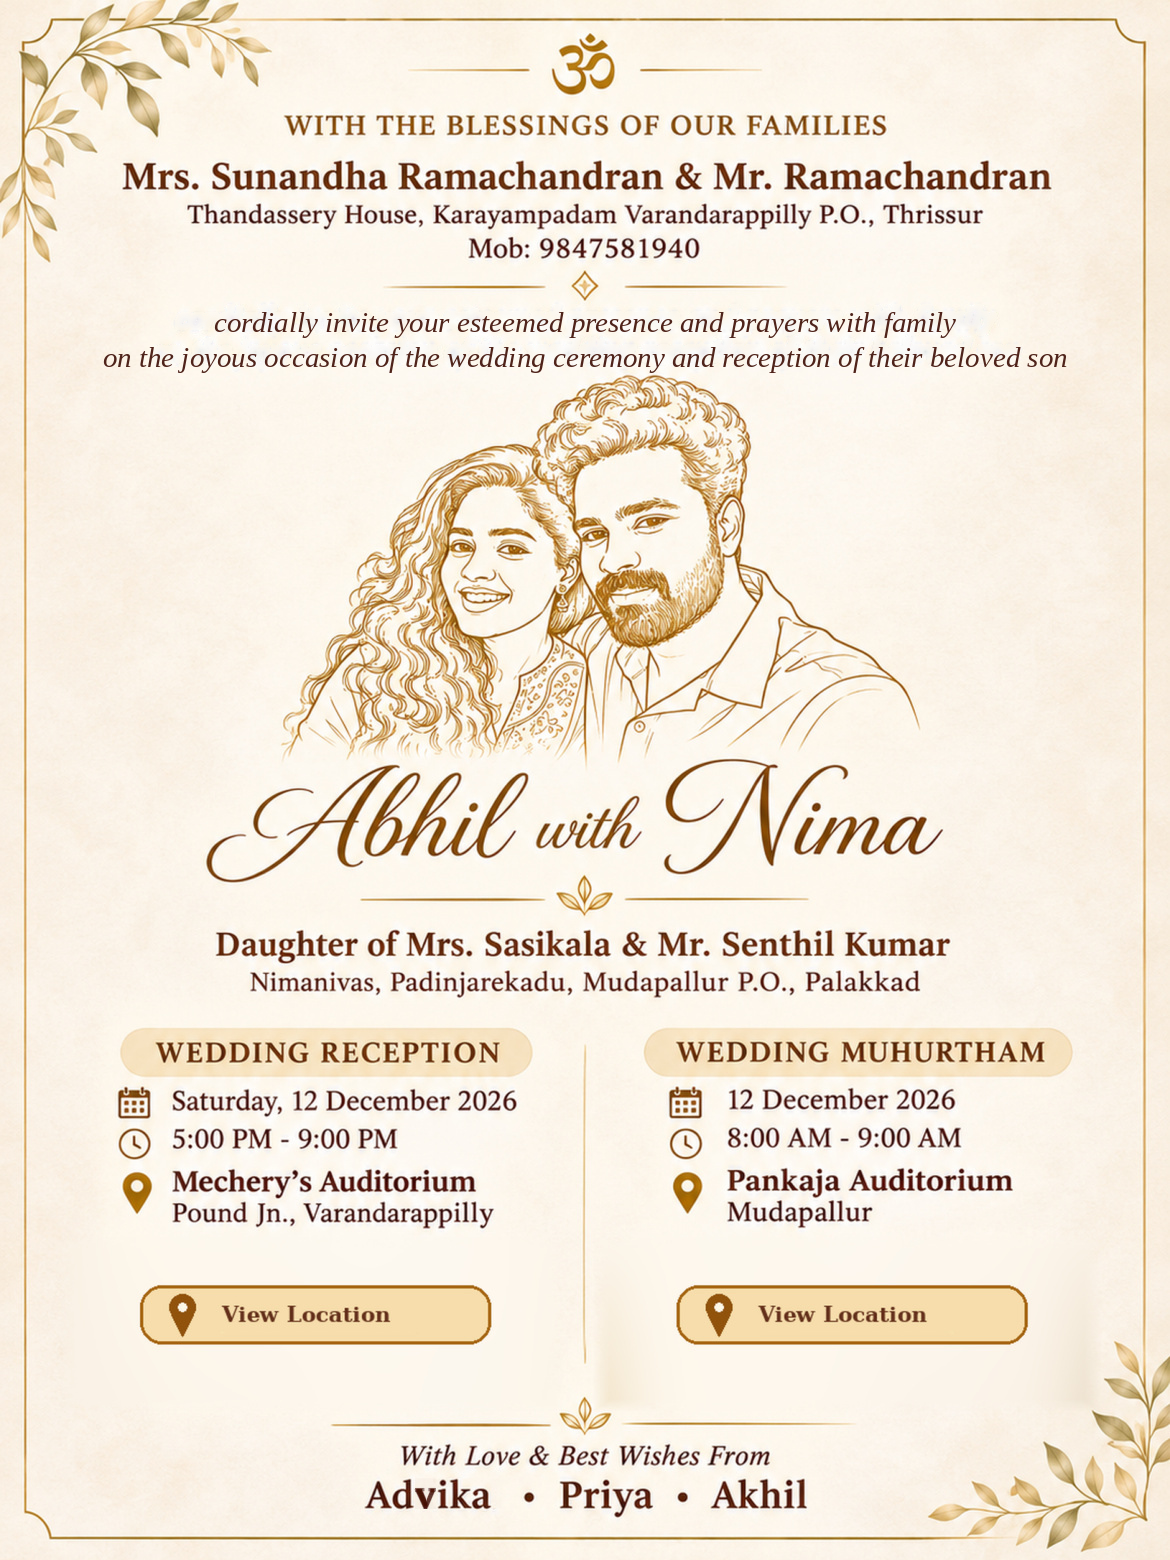 ॐ
WITH THE BLESSINGS OF OUR FAMILIES
Mrs. Sunandha Ramachandran & Mr. Ramachandran
Thandassery House, Karayampadam Varandarappilly P.O., Thrissur
Mob: 9847581940
cordially invite your esteemed presence and prayers with family
on the joyous occasion of the wedding ceremony and reception of their beloved son
Abhil with Nima
Daughter of Mrs. Sasikala & Mr. Senthil Kumar
Nimanivas, Padinjarekadu, Mudapallur P.O., Palakkad
WEDDING RECEPTION
Saturday, 12 December 2026
5:00 PM - 9:00 PM
Mechery’s Auditorium
Pound Jn., Varandarappilly
View Location
WEDDING MUHURTHAM
12 December 2026
8:00 AM - 9:00 AM
Pankaja Auditorium
Mudapallur
View Location
With Love & Best Wishes From
Advika • Priya • Akhil